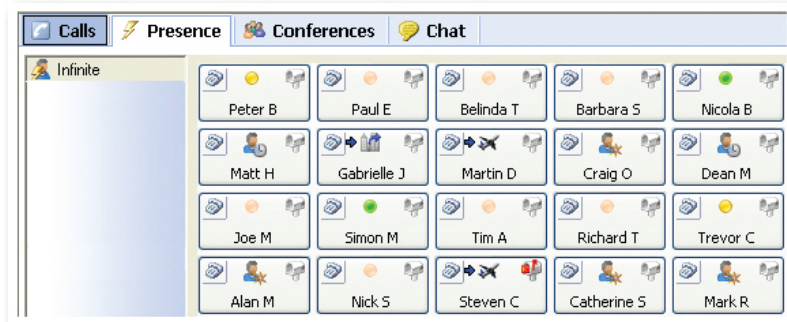 Calls Presence Conferences Chat
Infinite
Peter B Paul E Belinda T Barbara S Nicola B
Matt H Gabrielle J Martin D Craig O Dean M
Joe M Simon M Tim A Richard T Trevor C
Alan M Nick S Steven C Catherine S Mark R